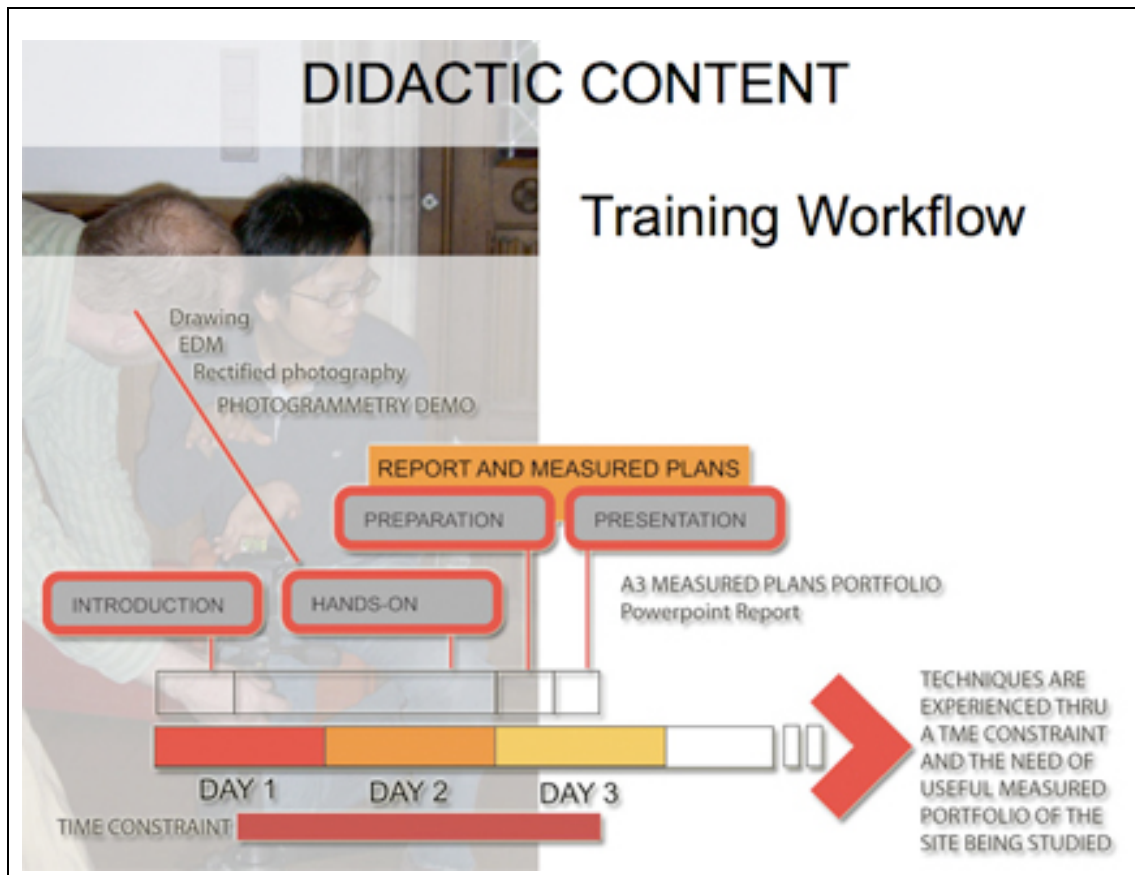 DIDACTIC CONTENT
Training Workflow
Drawing
EDM
Rectified photography
PHOTOGRAMMETRY DEMO
REPORT AND MEASURED PLANS
PREPARATION
PRESENTATION
INTRODUCTION
HANDS-ON
A3 MEASURED PLANS PORTFOLIO
Powerpoint Report
TECHNIQUES ARE
EXPERIENCED THRU
A TME CONSTRAINT
AND THE NEED OF
USEFUL MEASURED
PORTFOLIO OF THE
SITE BEING STUDIED
DAY 1
DAY 2
DAY 3
TIME CONSTRAINT